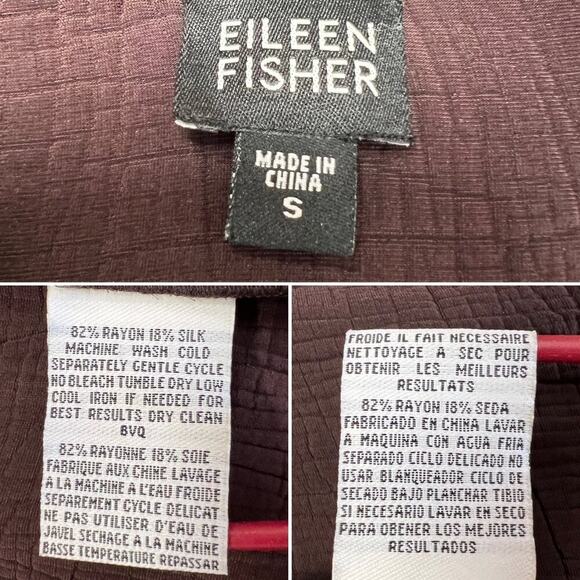 EILEEN
FISHER
MADE IN
CHINA
S
82% RAYON 18% SILK
MACHINE WASH COLD
SEPARATELY GENTLE CYCLE
NO BLEACH TUMBLE DRY LOW
COOL IRON IF NEEDED FOR
BEST RESULTS DRY CLEAN
BVQ
82% RAYONNE 18% SOIE
FABRIQUE AUX CHINE LAVAGE
A LA MACHINE A L'EAU FROIDE
SEPAREMENT CYCLE DELICAT
NE PAS UTILISER D'EAU DE
JAVEL SECHAGE A LA MACHINE
BASSE TEMPERATURE REPASSAR
FROIDE IL FAIT NECESSAIRE
NETTOYAGE A SEC POUR
OBTENIR LES MEILLEURS
RESULTATS
82% RAYON 18% SEDA
FABRICADO EN CHINA LAVAR
A MAQUINA CON AGUA FRIA
SEPARADO CICLO DELICADO NO
USAR BLANQUEADOR CICLO DE
SECADO BAJO PLANCHAR TIBIO
SI NECESARIO LAVAR EN SECO
PARA OBENER LOS MEJORES
RESULTADOS